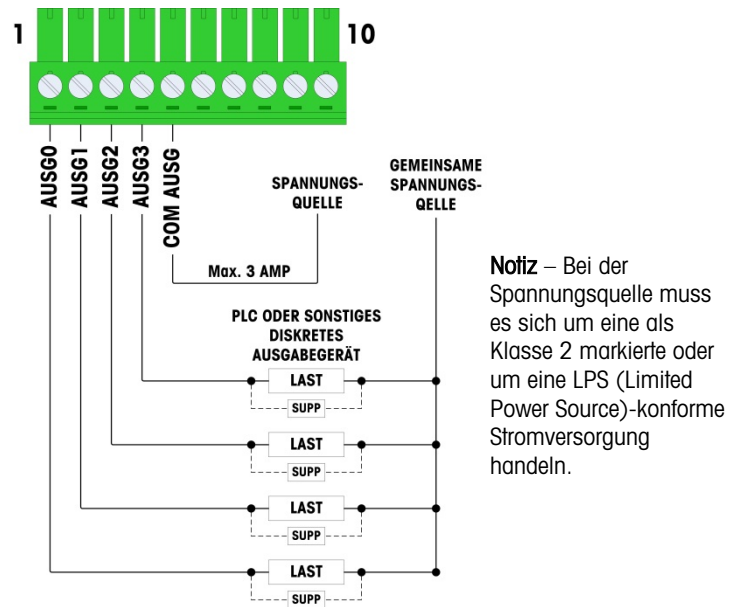 1
10
AUSG0
AUSG1
AUSG2
AUSG3
COM AUSG
SPANNUNGS-
QUELLE
GEMEINSAME
SPANNUNGS-
QELLE
Max. 3 AMP
PLC ODER SONSTIGES
DISKRETES
AUSGABEGERÄT
LAST
SUPP
LAST
SUPP
LAST
SUPP
LAST
SUPP
Notiz – Bei der
Spannungsquelle muss
es sich um eine als
Klasse 2 markierte oder
um eine LPS (Limited
Power Source)-konforme
Stromversorgung
handeln.